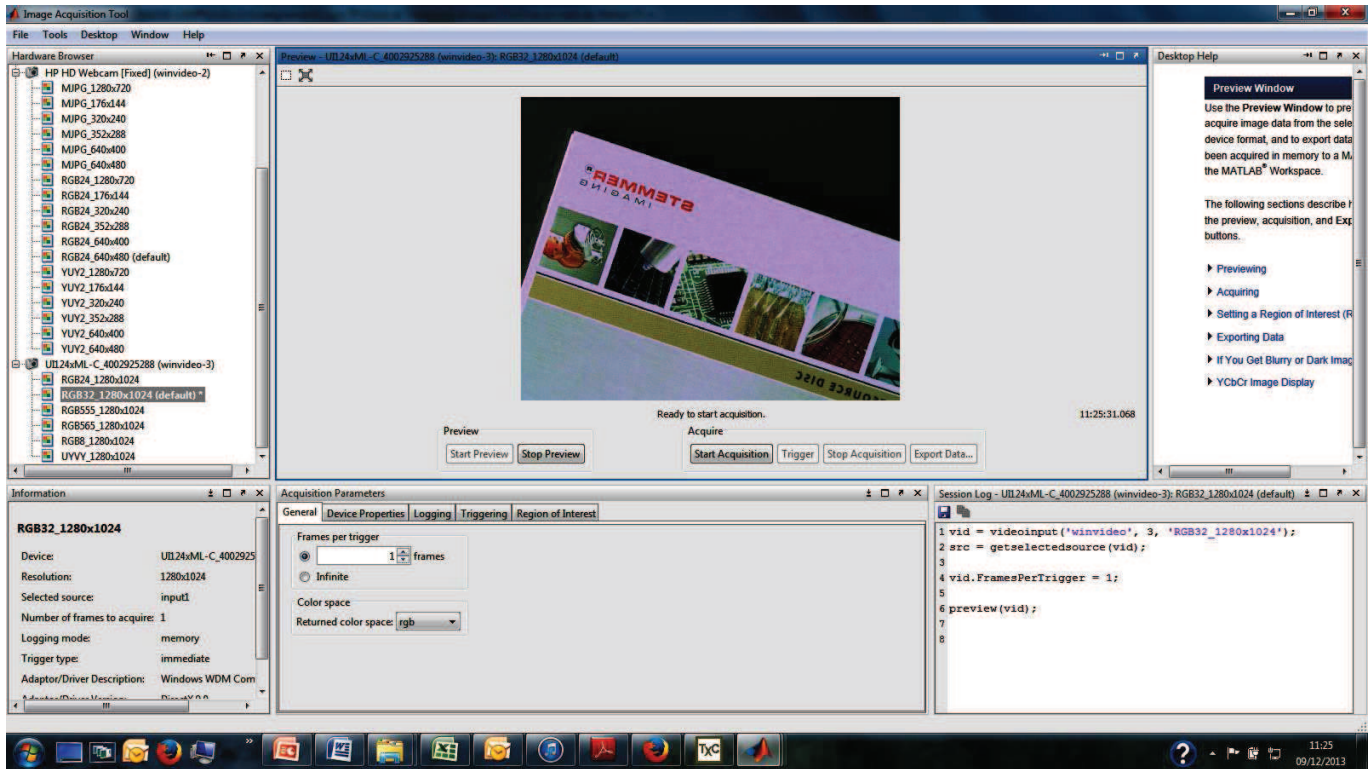 Image Acquisition Tool
File Tools Desktop Window Help
Hardware Browser
HP HD Webcam [Fixed] (winvideo-2)
MJPG_1280x720
MJPG_176x144
MJPG_320x240
MJPG_352x288
MJPG_640x400
MJPG_640x480
RGB24_1280x720
RGB24_176x144
RGB24_320x240
RGB24_352x288
RGB24_640x400
RGB24_640x480 (default)
YUY2_1280x720
YUY2_176x144
YUY2_320x240
YUY2_352x288
YUY2_640x400
YUY2_640x480
UI124xML-C_4002925288 (winvideo-3)
RGB24_1280x1024
RGB32_1280x1024 (default) *
RGB555_1280x1024
RGB565_1280x1024
RGB8_1280x1024
UYVY_1280x1024
Preview - UI124xML-C_4002925288 (winvideo-3): RGB32_1280x1024 (default)
STEMMER®
IMAGING
SOURCE DISC
Ready to start acquisition.
11:25:31.068
Preview
Start Preview Stop Preview
Acquire
Start Acquisition Trigger Stop Acquisition Export Data...
Desktop Help
Preview Window
Use the Preview Window to pre
acquire image data from the sele
device format, and to export data
been acquired in memory to a MA
the MATLAB® Workspace.
The following sections describe h
the preview, acquisition, and Exp
buttons.
Previewing
Acquiring
Setting a Region of Interest (R
Exporting Data
If You Get Blurry or Dark Imag
YCbCr Image Display
Information
RGB32_1280x1024
Device: UI124xML-C_4002925
Resolution: 1280x1024
Selected source: input1
Number of frames to acquire: 1
Logging mode: memory
Trigger type: immediate
Adaptor/Driver Description: Windows WDM Com
Acquisition Parameters
General Device Properties Logging Triggering Region of Interest
Frames per trigger
1 frames
Infinite
Color space
Returned color space: rgb
Session Log - UI124xML-C_4002925288 (winvideo-3): RGB32_1280x1024 (default)
1 vid = videoinput('winvideo', 3, 'RGB32_1280x1024');
2 src = getselectedsource(vid);
3
4 vid.FramesPerTrigger = 1;
5
6 preview(vid);
7
8
TXC
11:25
09/12/2013